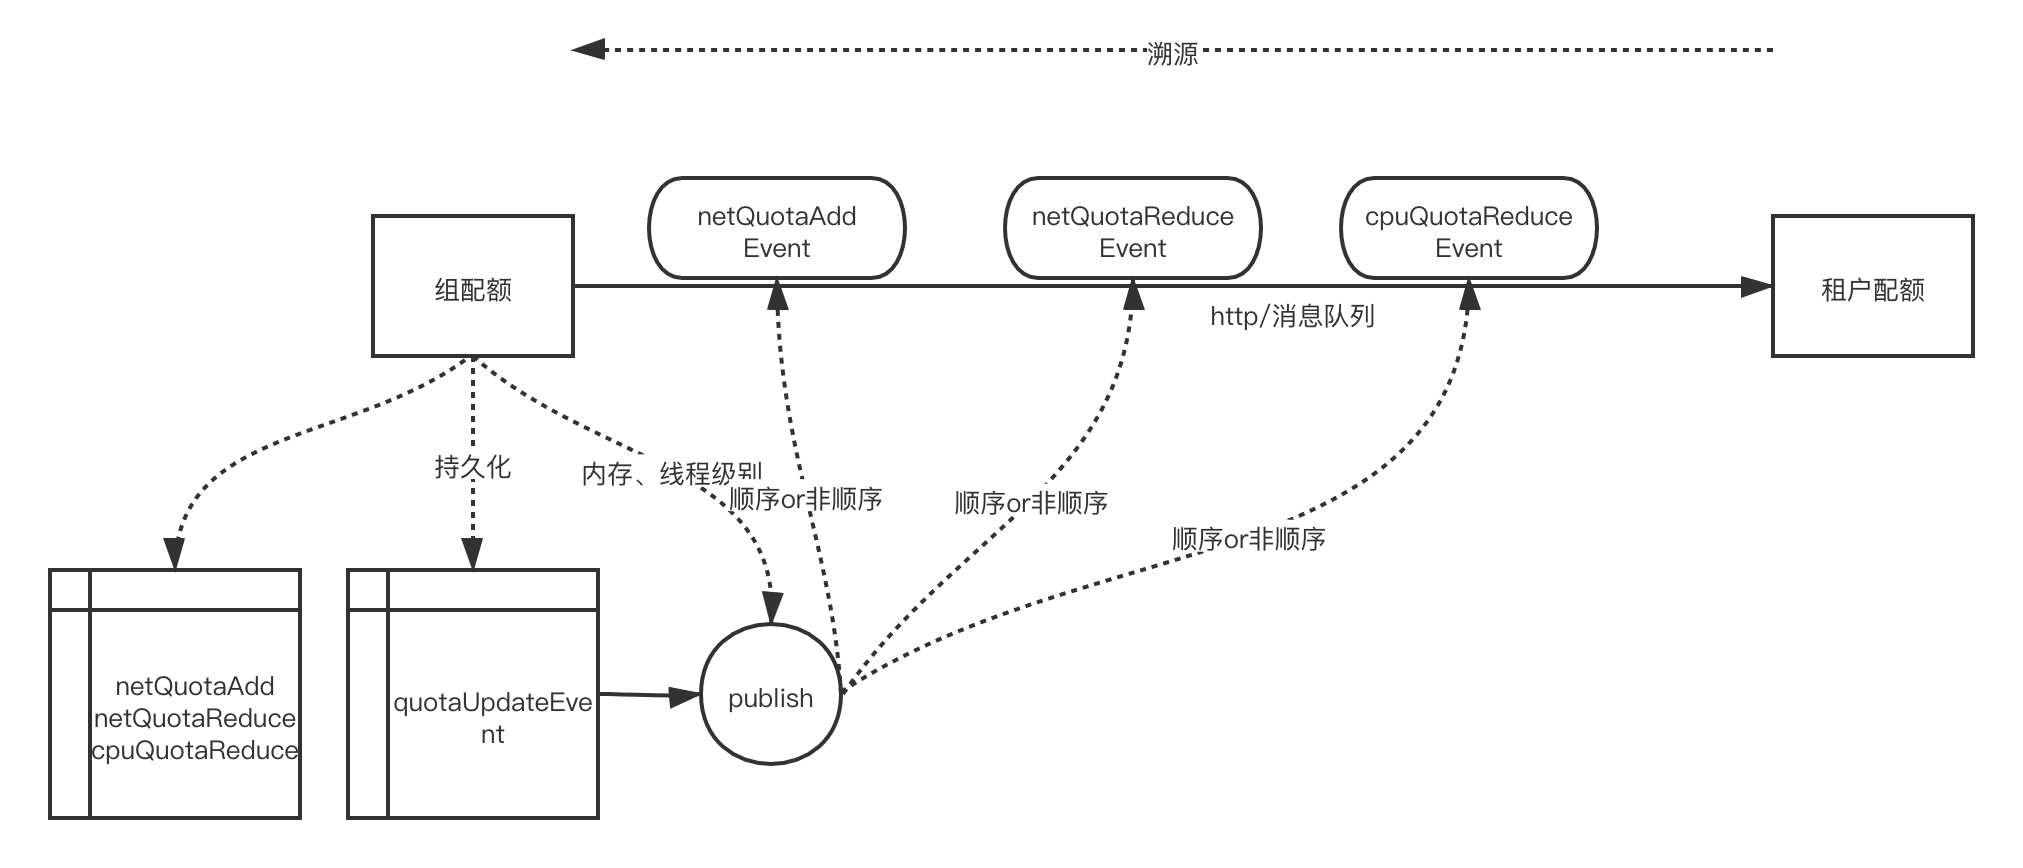 溯源
netQuotaAdd
Event
netQuotaReduce
Event
cpuQuotaReduce
Event
组配额
租户配额
http/消息队列
持久化
内存、线程级别
顺序or非顺序
顺序or非顺序
顺序or非顺序
netQuotaAdd
netQuotaReduce
cpuQuotaReduce
quotaUpdateEve
nt
publish